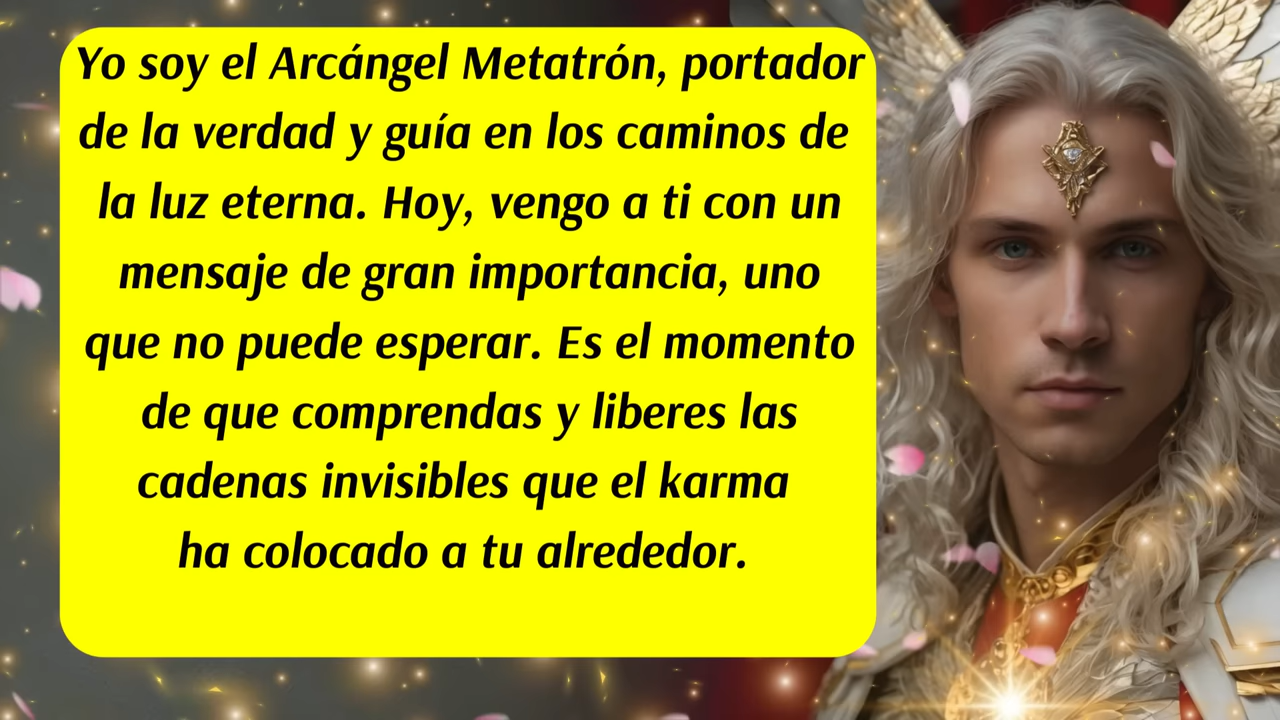 Yo soy el Arcángel Metatrón, portador
de la verdad y guía en los caminos de
la luz eterna. Hoy, vengo a ti con un
mensaje de gran importancia, uno
que no puede esperar. Es el momento
de que comprendas y liberes las
cadenas invisibles que el karma
ha colocado a tu alrededor.